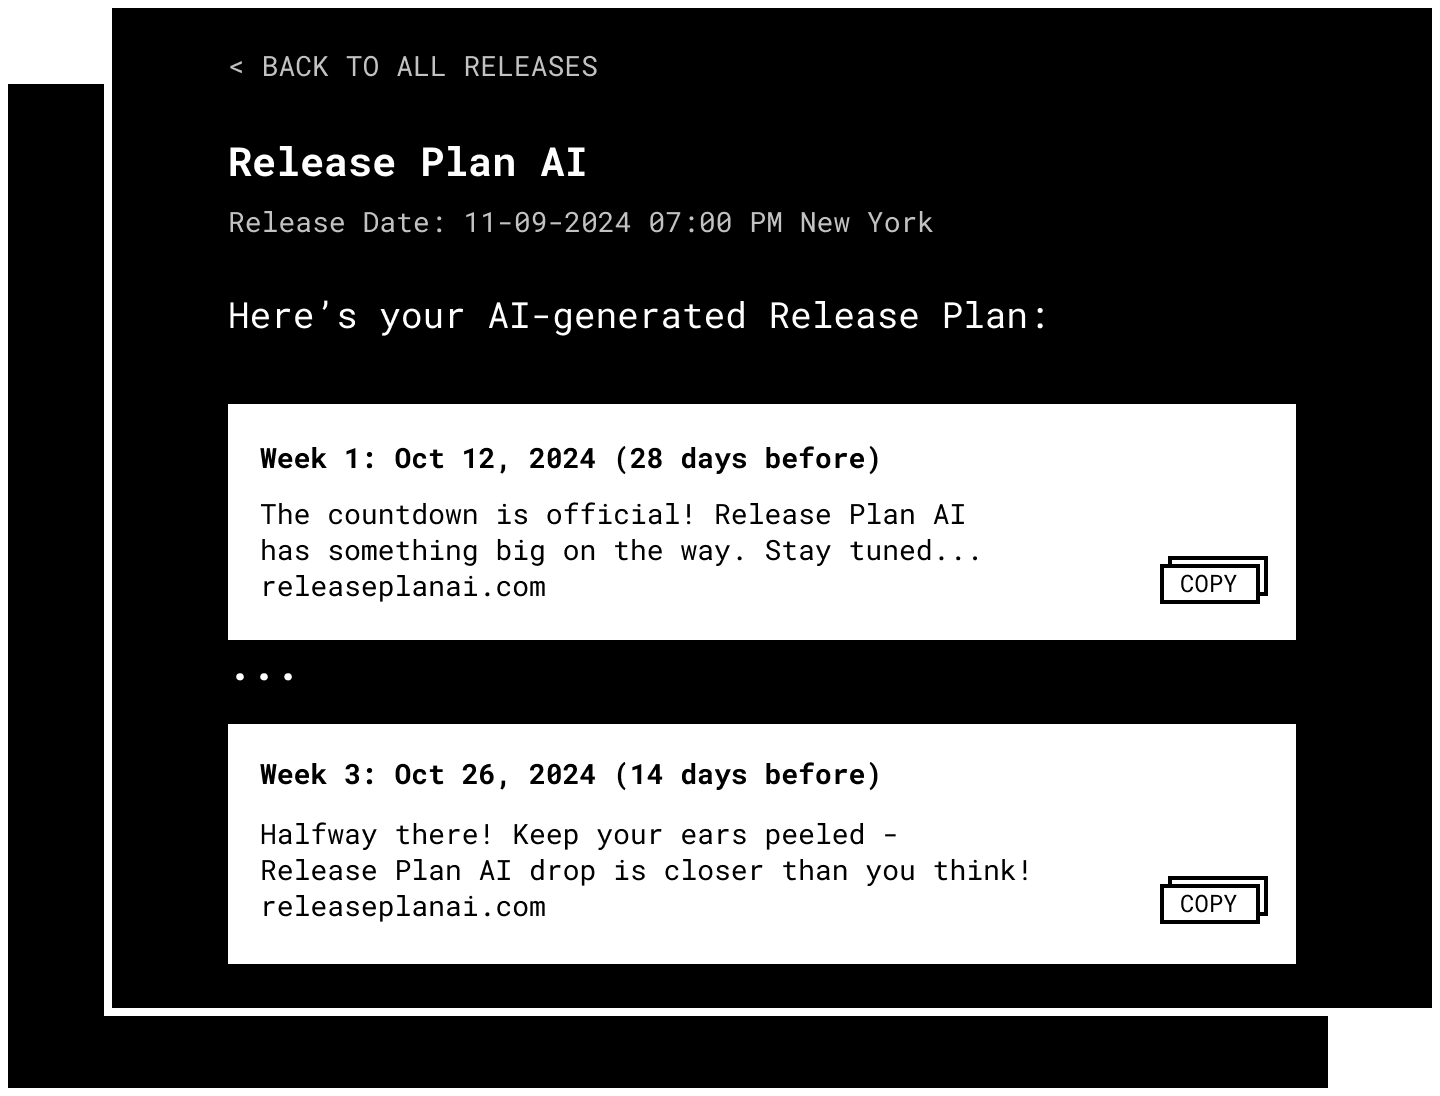 < BACK TO ALL RELEASES
Release Plan AI
Release Date: 11-09-2024 07:00 PM New York
Here’s your AI-generated Release Plan:
Week 1: Oct 12, 2024 (28 days before)
The countdown is official! Release Plan AI
has something big on the way. Stay tuned...
releaseplanai.com
COPY
...
Week 3: Oct 26, 2024 (14 days before)
Halfway there! Keep your ears peeled -
Release Plan AI drop is closer than you think!
releaseplanai.com
COPY